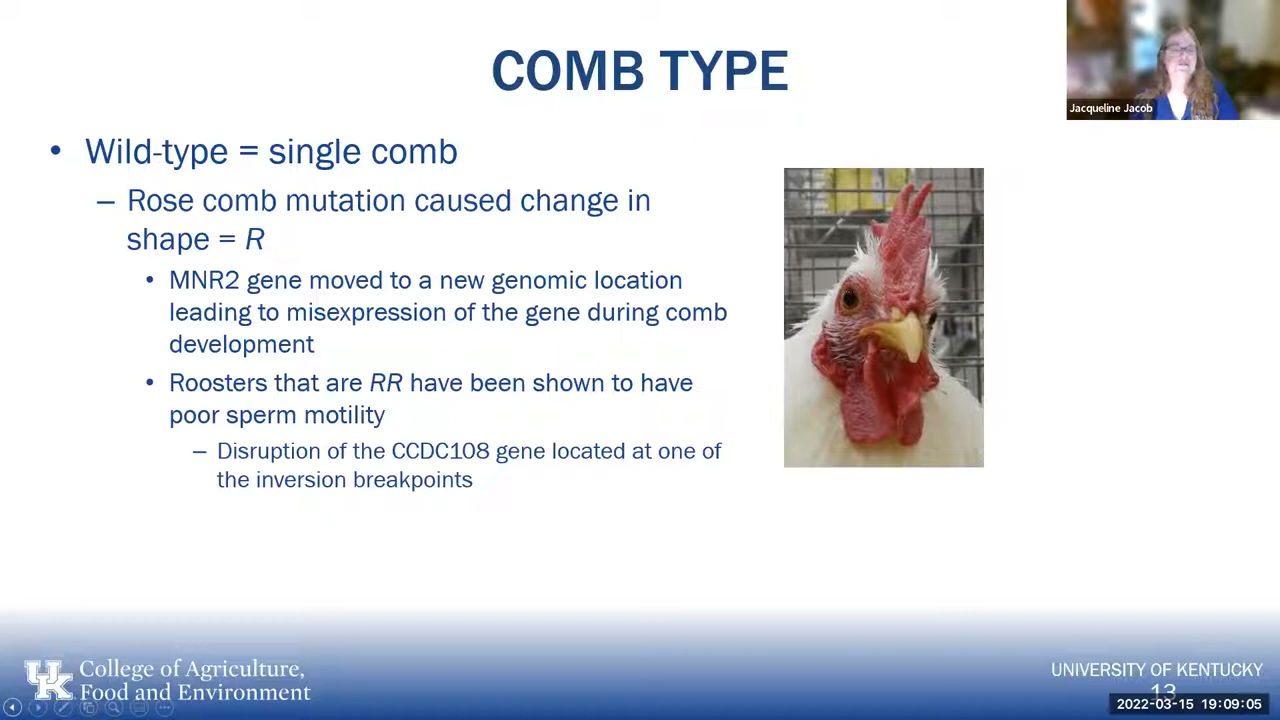 COMB TYPE
Jacqueline Jacob
• Wild-type = single comb
– Rose comb mutation caused change in
shape = R
• MNR2 gene moved to a new genomic location
leading to misexpression of the gene during comb
development
• Roosters that are RR have been shown to have
poor sperm motility
– Disruption of the CCDC108 gene located at one of
the inversion breakpoints
UK College of Agriculture,
Food and Environment
UNIVERSITY OF KENTUCKY
13
2022-03-15 19:09:05